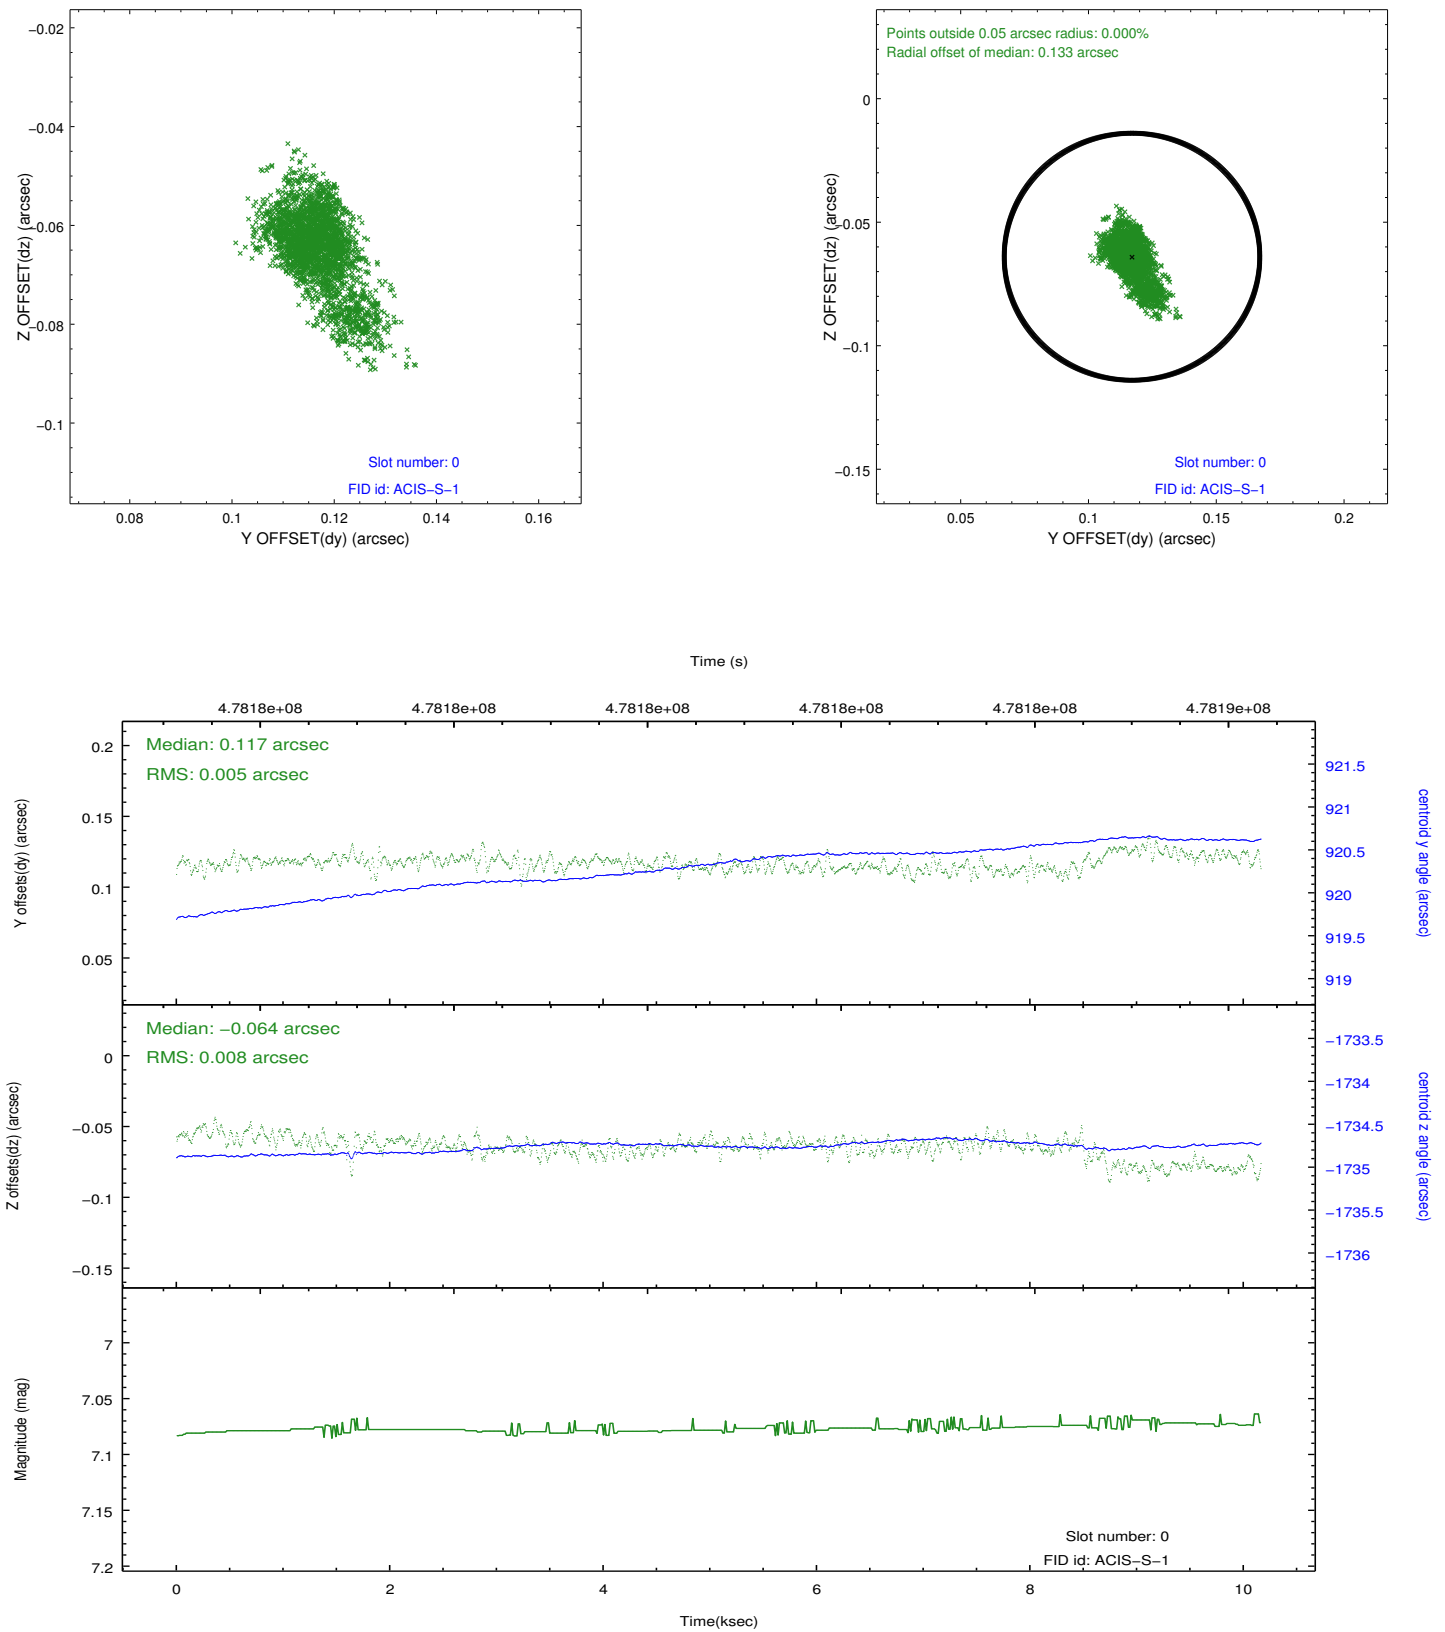 −0.02
−0.04
−0.06
−0.08
−0.1
Z OFFSET(dz) (arcsec)
Slot number: 0
FID id: ACIS−S−1
0.08
0.1
0.12
0.14
0.16
Y OFFSET(dy) (arcsec)
Points outside 0.05 arcsec radius: 0.000%
Radial offset of median: 0.133 arcsec
0
−0.05
−0.1
−0.15
Z OFFSET(dz) (arcsec)
Slot number: 0
FID id: ACIS−S−1
0.05
0.1
0.15
0.2
Y OFFSET(dy) (arcsec)
Time (s)
4.7818e+08
4.7818e+08
4.7818e+08
4.7818e+08
4.7818e+08
4.7819e+08
Median: 0.117 arcsec
RMS: 0.005 arcsec
0.2
0.15
0.1
0.05
Y offsets(dy) (arcsec)
921.5
921
920.5
920
919.5
919
centroid y angle (arcsec)
Median: −0.064 arcsec
RMS: 0.008 arcsec
0
−0.05
−0.1
−0.15
Z offsets(dz) (arcsec)
−1733.5
−1734
−1734.5
−1735
−1735.5
−1736
centroid z angle (arcsec)
7
7.05
7.1
7.15
7.2
Magnitude (mag)
Slot number: 0
FID id: ACIS−S−1
0
2
4
6
8
10
Time(ksec)